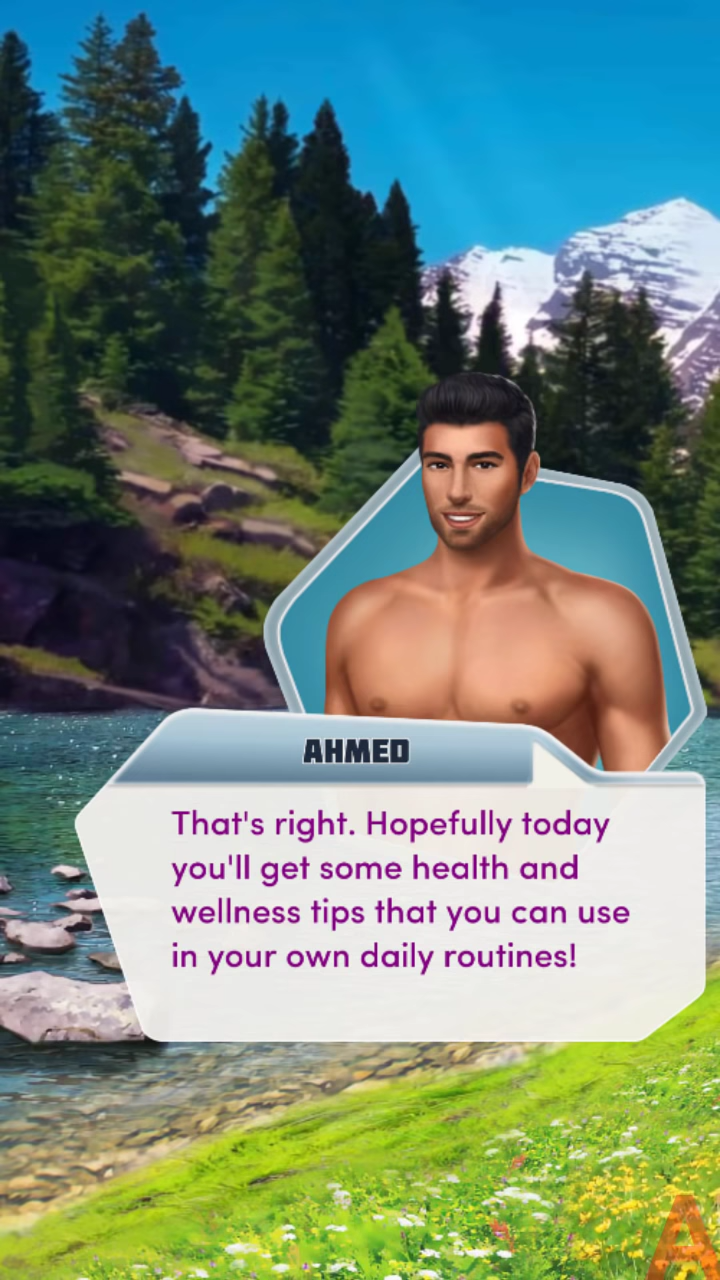 AHMED
That's right. Hopefully today
you'll get some health and
wellness tips that you can use
in your own daily routines!
A